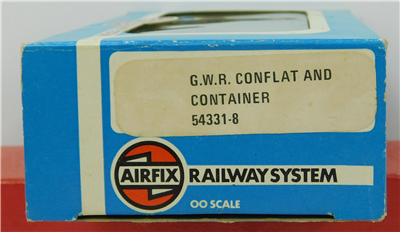 G.W.R. CONFLAT AND
CONTAINER
54331-8
AIRFIX RAILWAY SYSTEM
OO SCALE